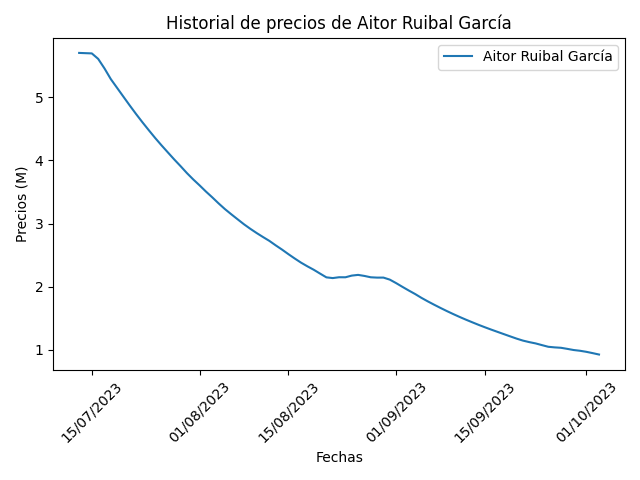 Historial de precios de Aitor Ruibal García
Aitor Ruibal García
Precios (M)
5
4
3
2
1
15/07/2023
01/08/2023
15/08/2023
01/09/2023
15/09/2023
01/10/2023
Fechas